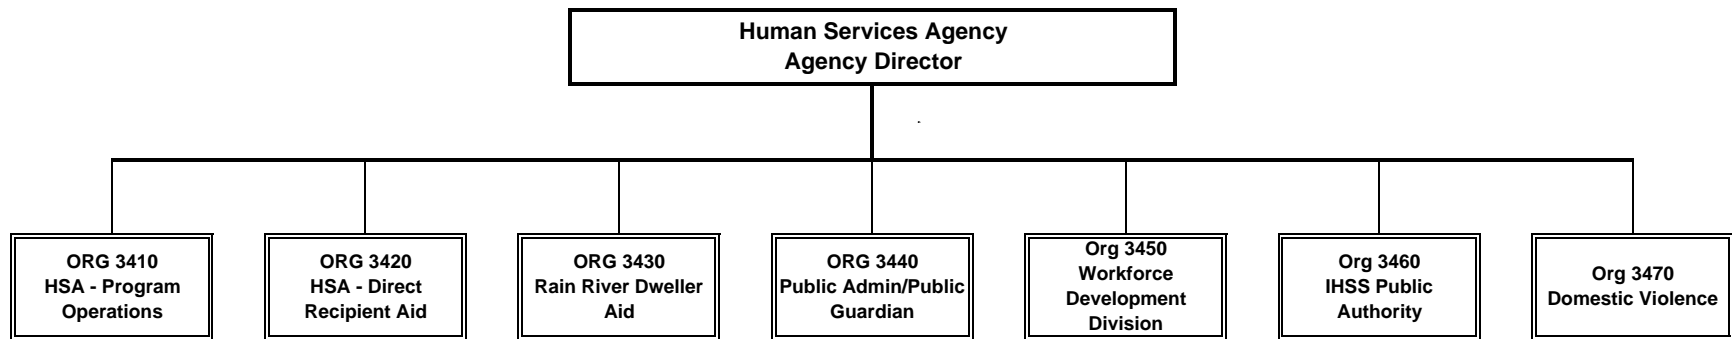 Human Services Agency
Agency Director
ORG 3410
HSA - Program
Operations
ORG 3420
HSA - Direct
Recipient Aid
ORG 3430
Rain River Dweller
Aid
ORG 3440
Public Admin/Public
Guardian
Org 3450
Workforce
Development
Division
Org 3460
IHSS Public
Authority
Org 3470
Domestic Violence